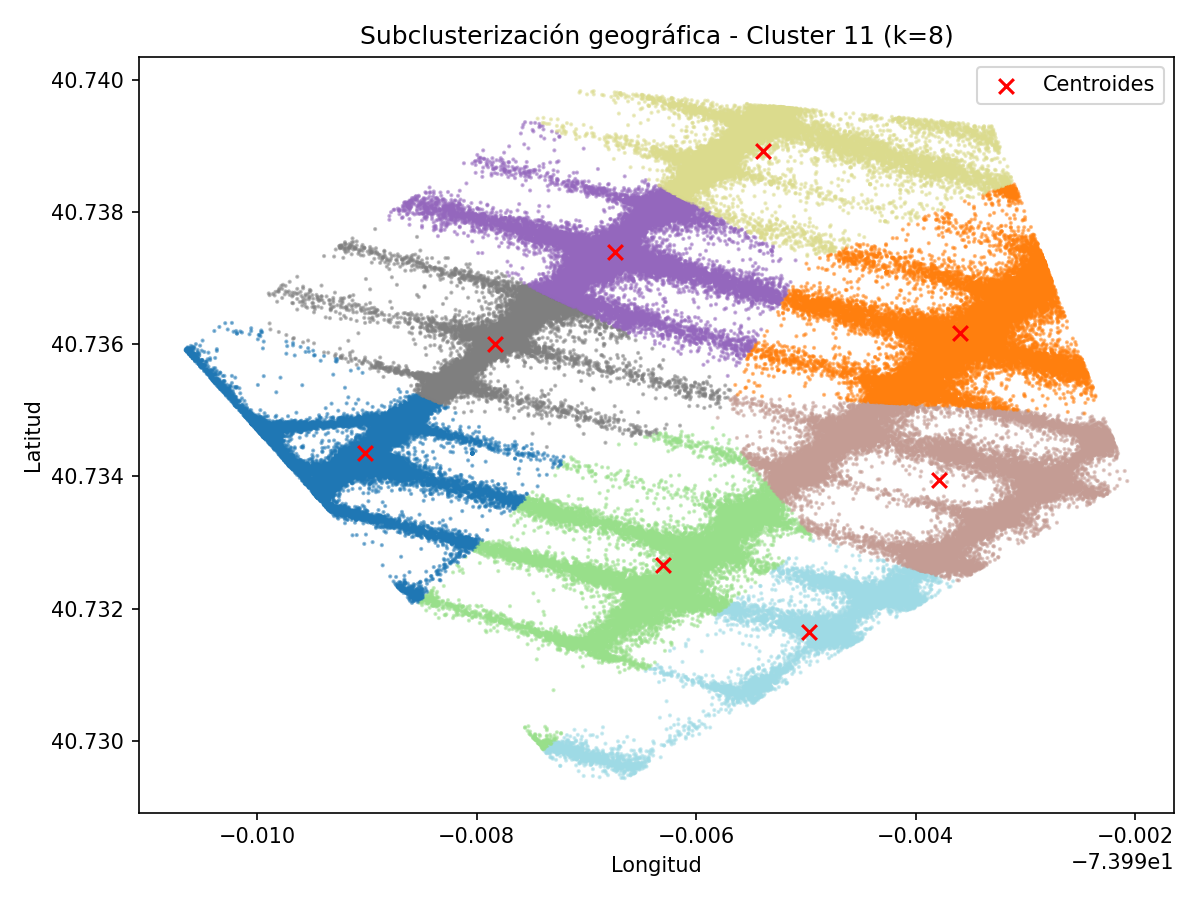 Subclusterización geográfica - Cluster 11 (k=8)
Centroides
40.740
40.738
40.736
40.734
40.732
40.730
Latitud
−0.010
−0.008
−0.006
−0.004
−0.002
Longitud
−7.399e1